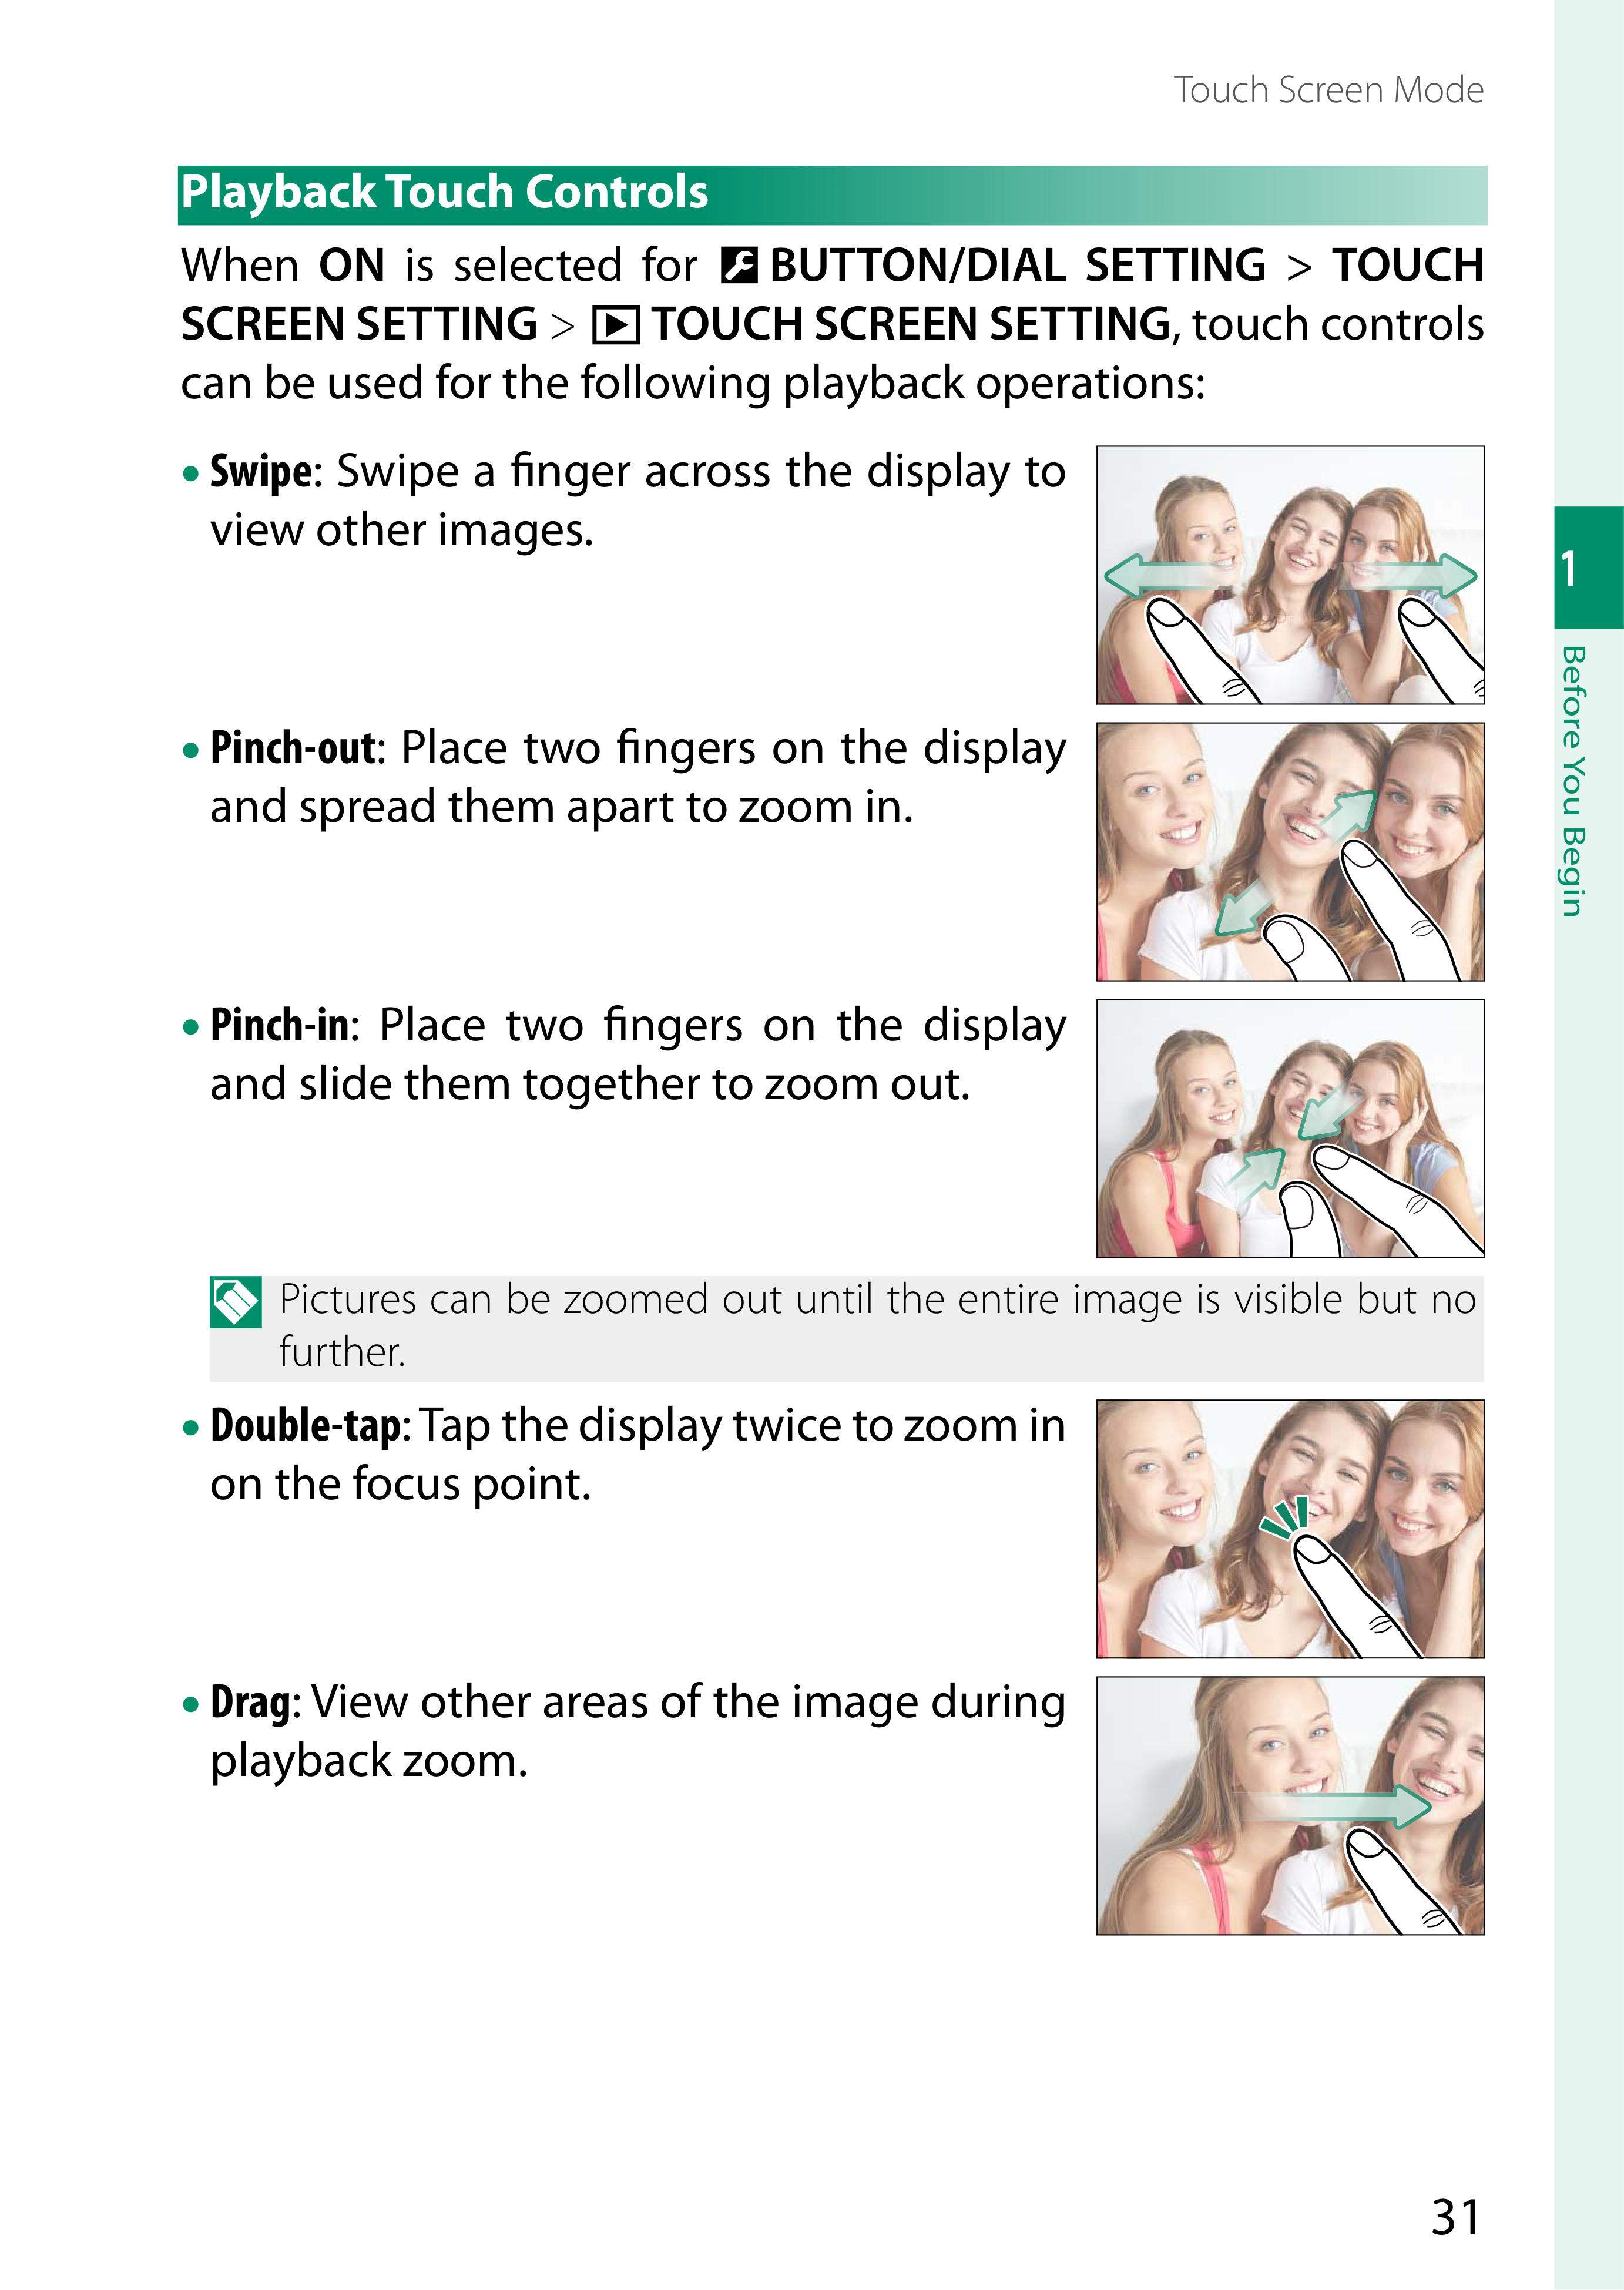 Touch Screen Mode
Playback Touch Controls
When ON is selected for BUTTON/DIAL SETTING > TOUCH
SCREEN SETTING > TOUCH SCREEN SETTING, touch controls
can be used for the following playback operations:
• Swipe: Swipe a finger across the display to
view other images.
• Pinch-out: Place two fingers on the display
and spread them apart to zoom in.
• Pinch-in: Place two fingers on the display
and slide them together to zoom out.
Pictures can be zoomed out until the entire image is visible but no
further.
• Double-tap: Tap the display twice to zoom in
on the focus point.
• Drag: View other areas of the image during
playback zoom.
1
Before You Begin
31